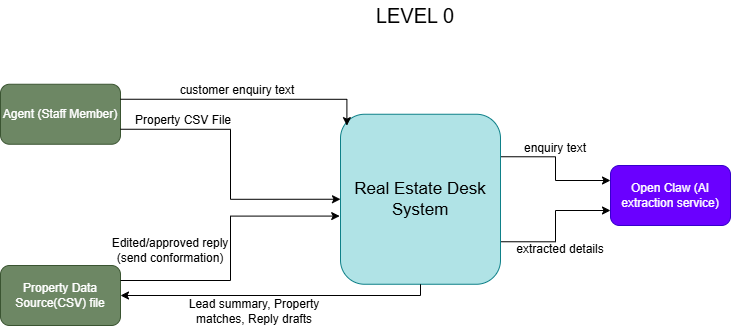 LEVEL 0
customer enquiry text
Agent (Staff Member)
Property CSV File
enquiry text
Real Estate Desk
System
Open Claw (AI
extraction service)
Edited/approved reply
(send conformation)
extracted details
Property Data
Source(CSV) file
Lead summary, Property
matches, Reply drafts